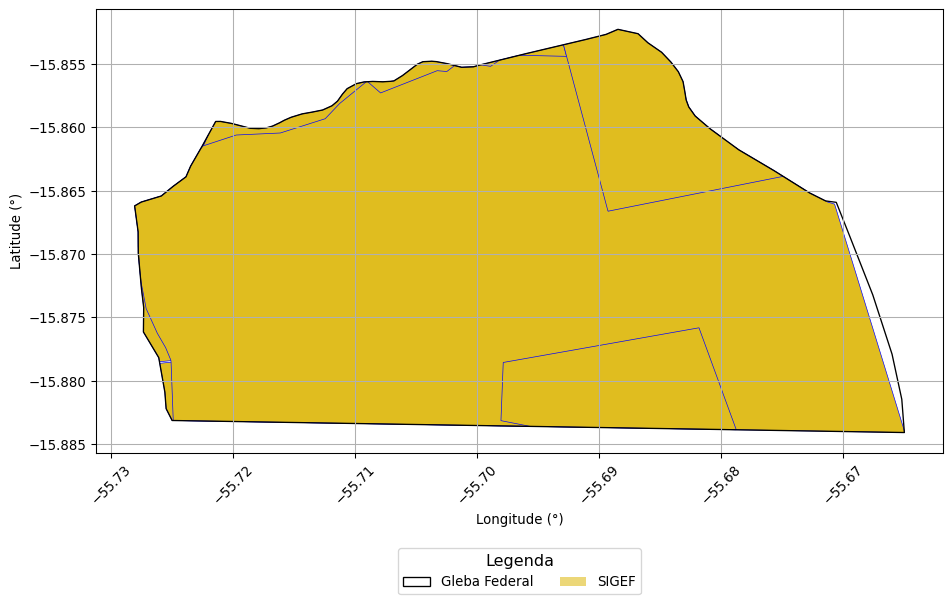 −15.855
−15.860
−15.865
−15.870
−15.875
−15.880
−15.885
Latitude (°)
−55.73
−55.72
−55.71
−55.70
−55.69
−55.68
−55.67
Longitude (°)
Legenda
Gleba Federal
SIGEF